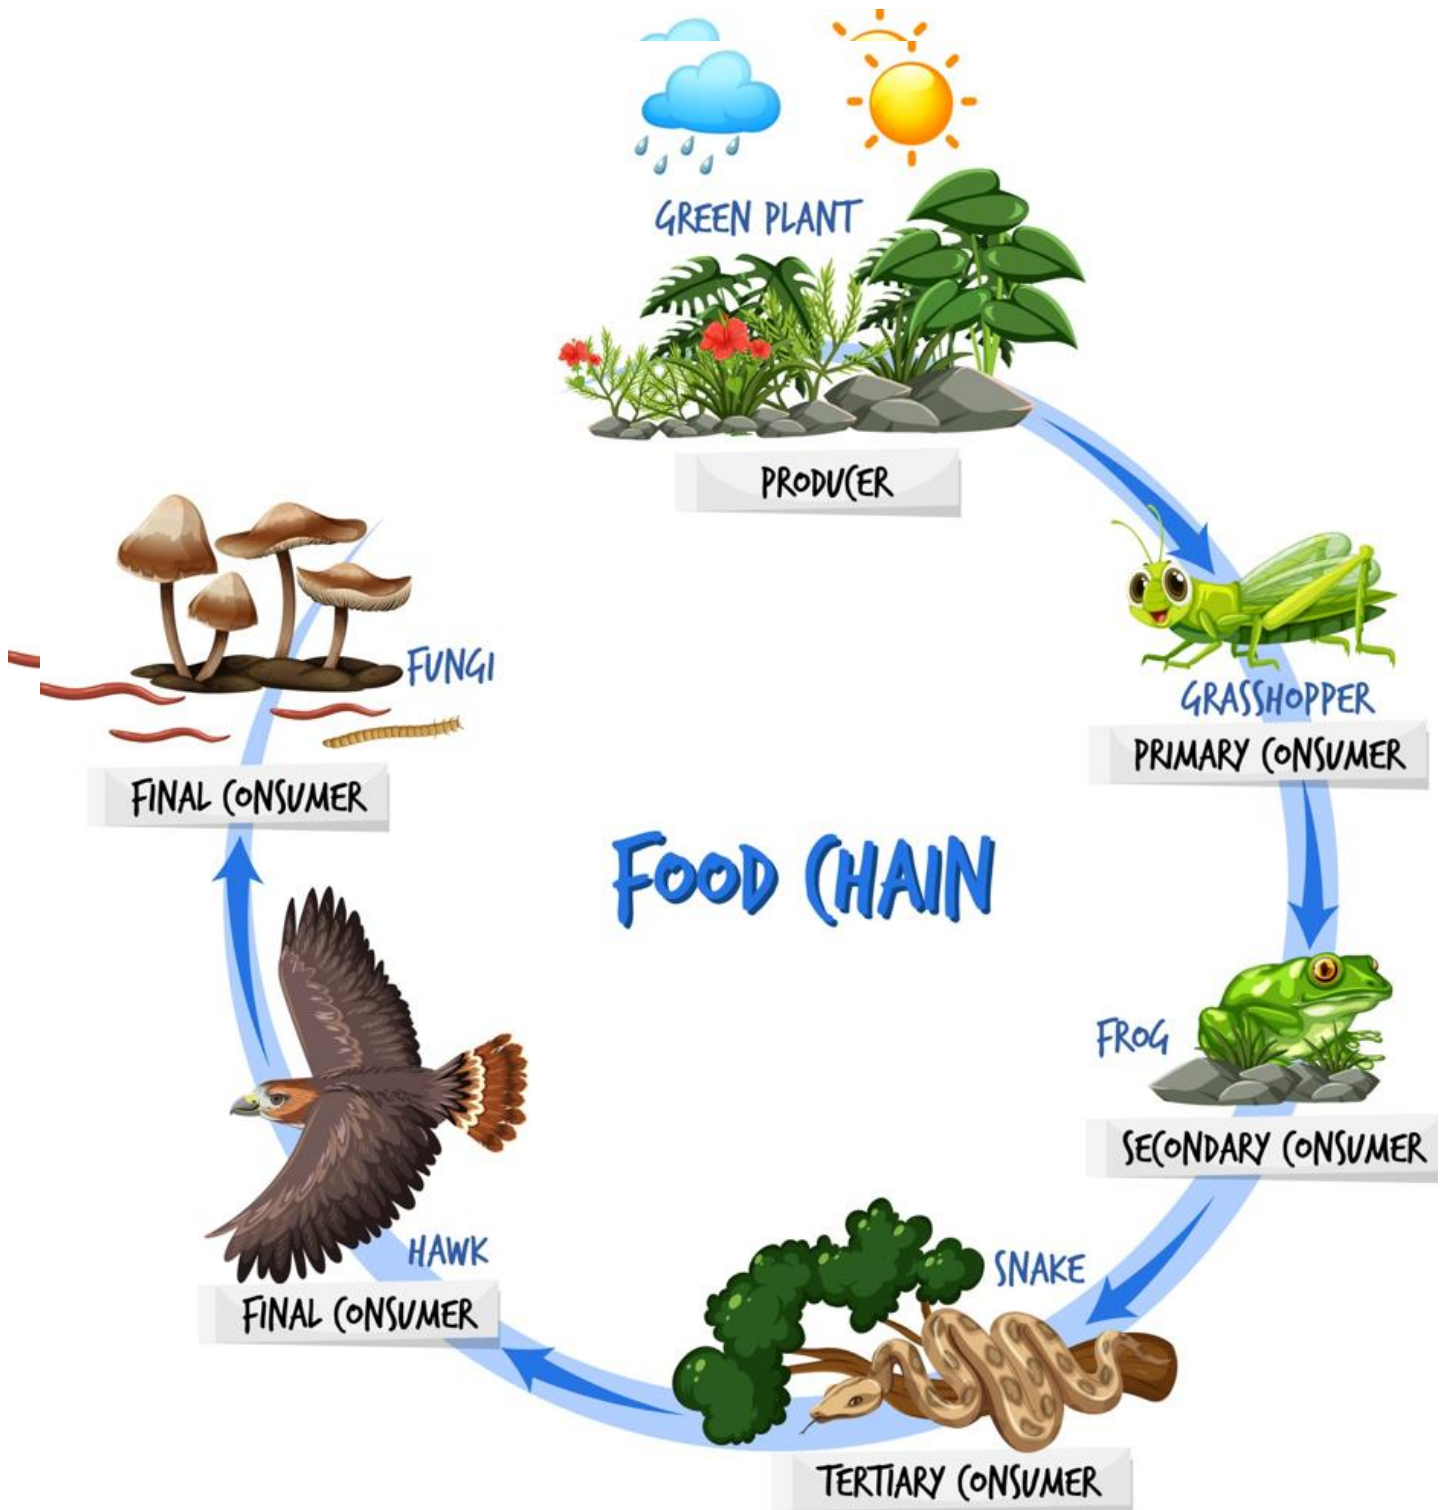 GREEN PLANT
PRODUCER
GRASSHOPPER
PRIMARY CONSUMER
FROG
SECONDARY CONSUMER
SNAKE
TERTIARY CONSUMER
HAWK
FINAL CONSUMER
FUNGI
FINAL CONSUMER
FOOD CHAIN